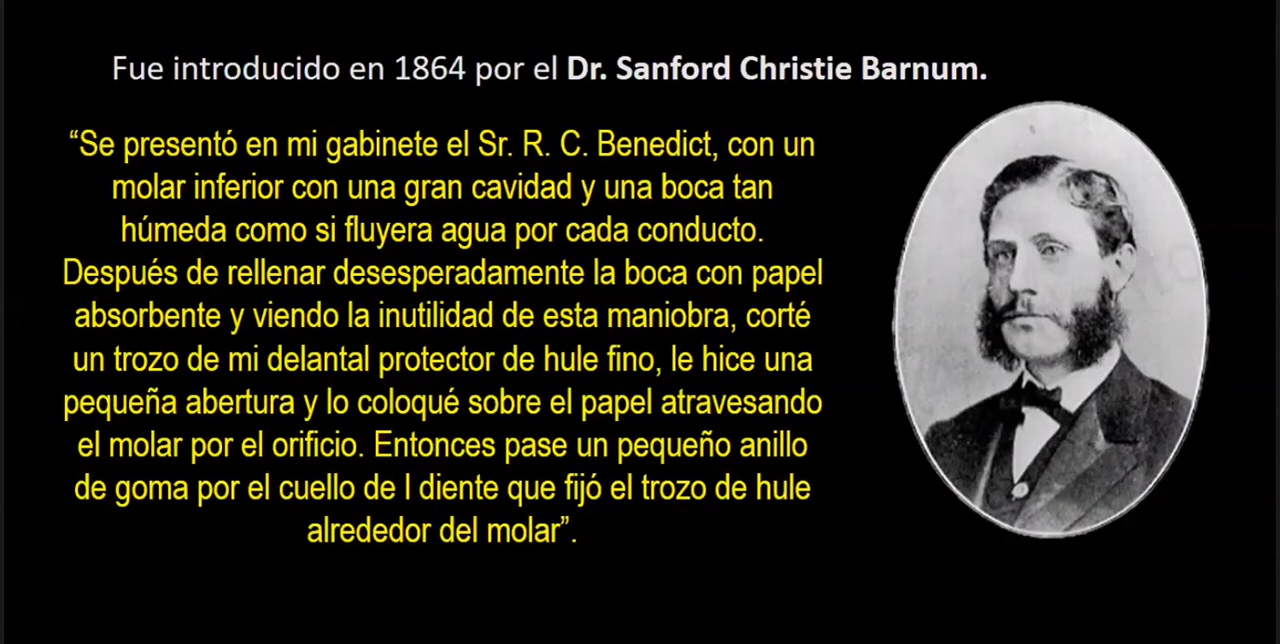 Fue introducido en 1864 por el Dr. Sanford Christie Barnum.
“Se presentó en mi gabinete el Sr. R. C. Benedict, con un
molar inferior con una gran cavidad y una boca tan
húmeda como si fluyera agua por cada conducto.
Después de rellenar desesperadamente la boca con papel
absorbente y viendo la inutilidad de esta maniobra, corté
un trozo de mi delantal protector de hule fino, le hice una
pequeña abertura y lo coloqué sobre el papel atravesando
el molar por el orificio. Entonces pase un pequeño anillo
de goma por el cuello de l diente que fijó el trozo de hule
alrededor del molar”.